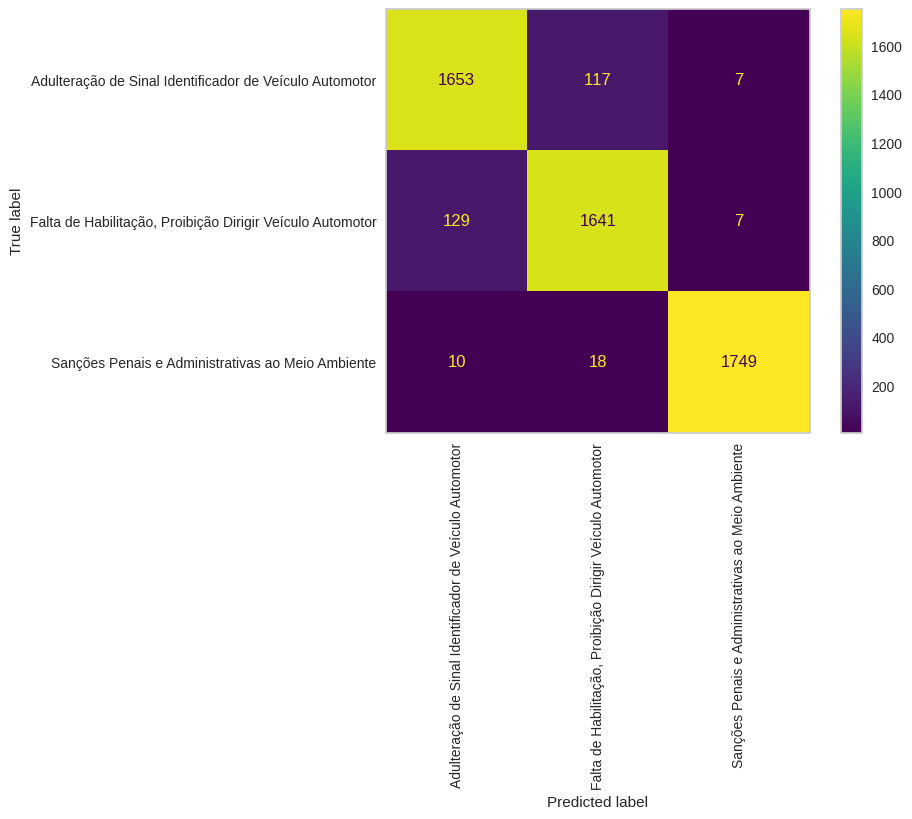 True label
Adulteração de Sinal Identificador de Veículo Automotor
1653 117 7
Falta de Habilitação, Proibição Dirigir Veículo Automotor
129 1641 7
Sanções Penais e Administrativas ao Meio Ambiente
10 18 1749
Adulteração de Sinal Identificador de Veículo Automotor
Falta de Habilitação, Proibição Dirigir Veículo Automotor
Sanções Penais e Administrativas ao Meio Ambiente
Predicted label
1600
1400
1200
1000
800
600
400
200